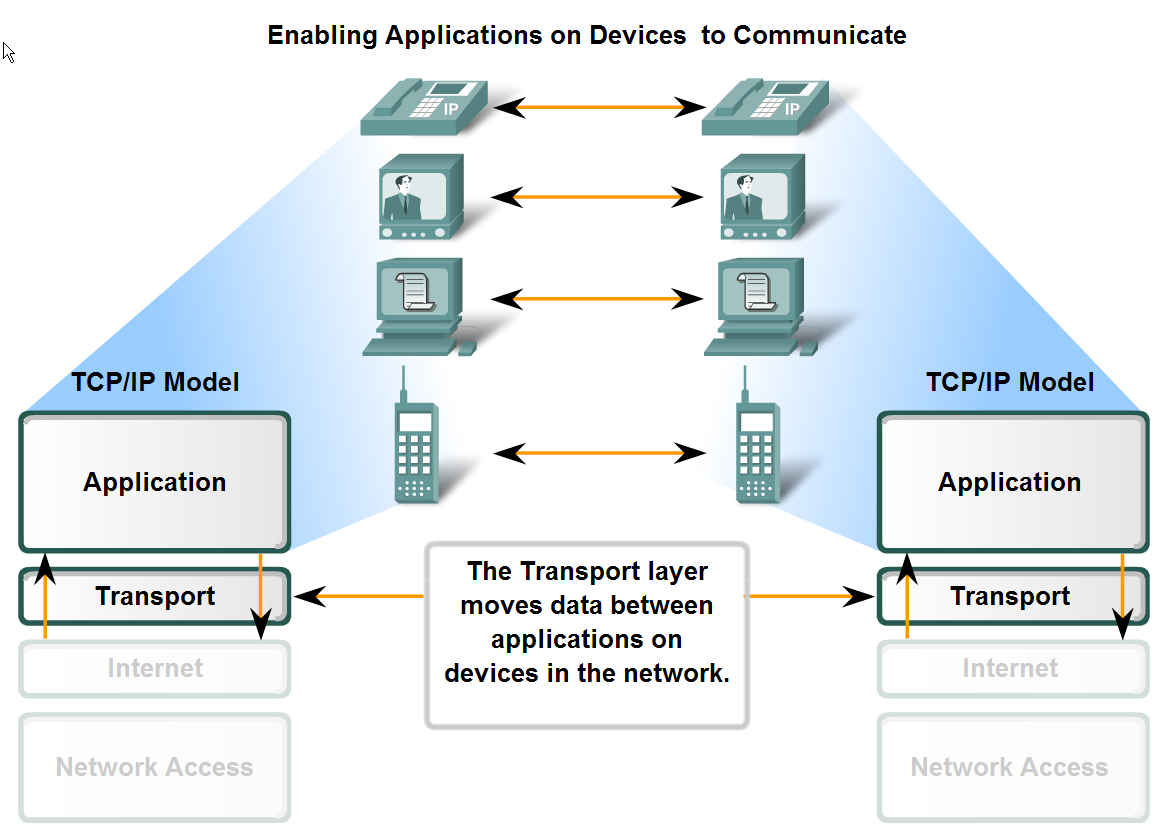 Enabling Applications on Devices to Communicate
IP
IP
TCP/IP Model
TCP/IP Model
Application
Application
The Transport layer
moves data between
applications on
devices in the network.
Transport
Transport
Internet
Internet
Network Access
Network Access